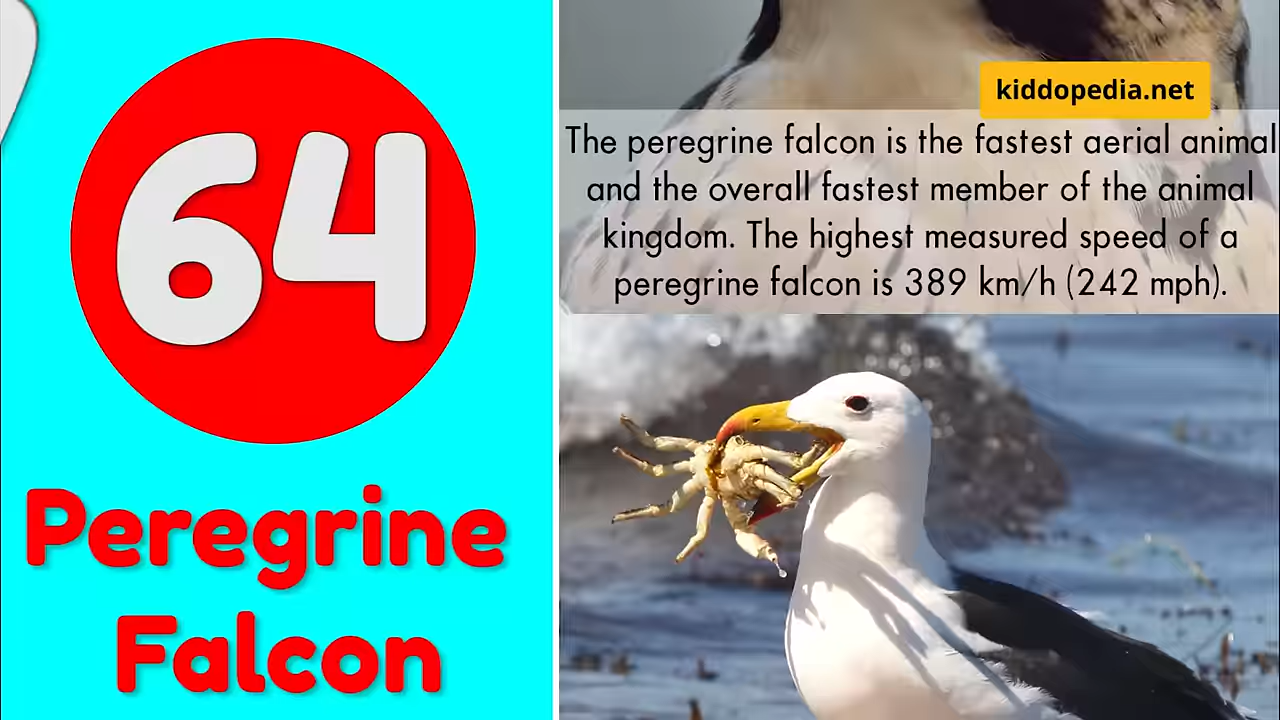 64
Peregrine
Falcon
kiddopedia.net
The peregrine falcon is the fastest aerial animal
and the overall fastest member of the animal
kingdom. The highest measured speed of a
peregrine falcon is 389 km/h (242 mph).